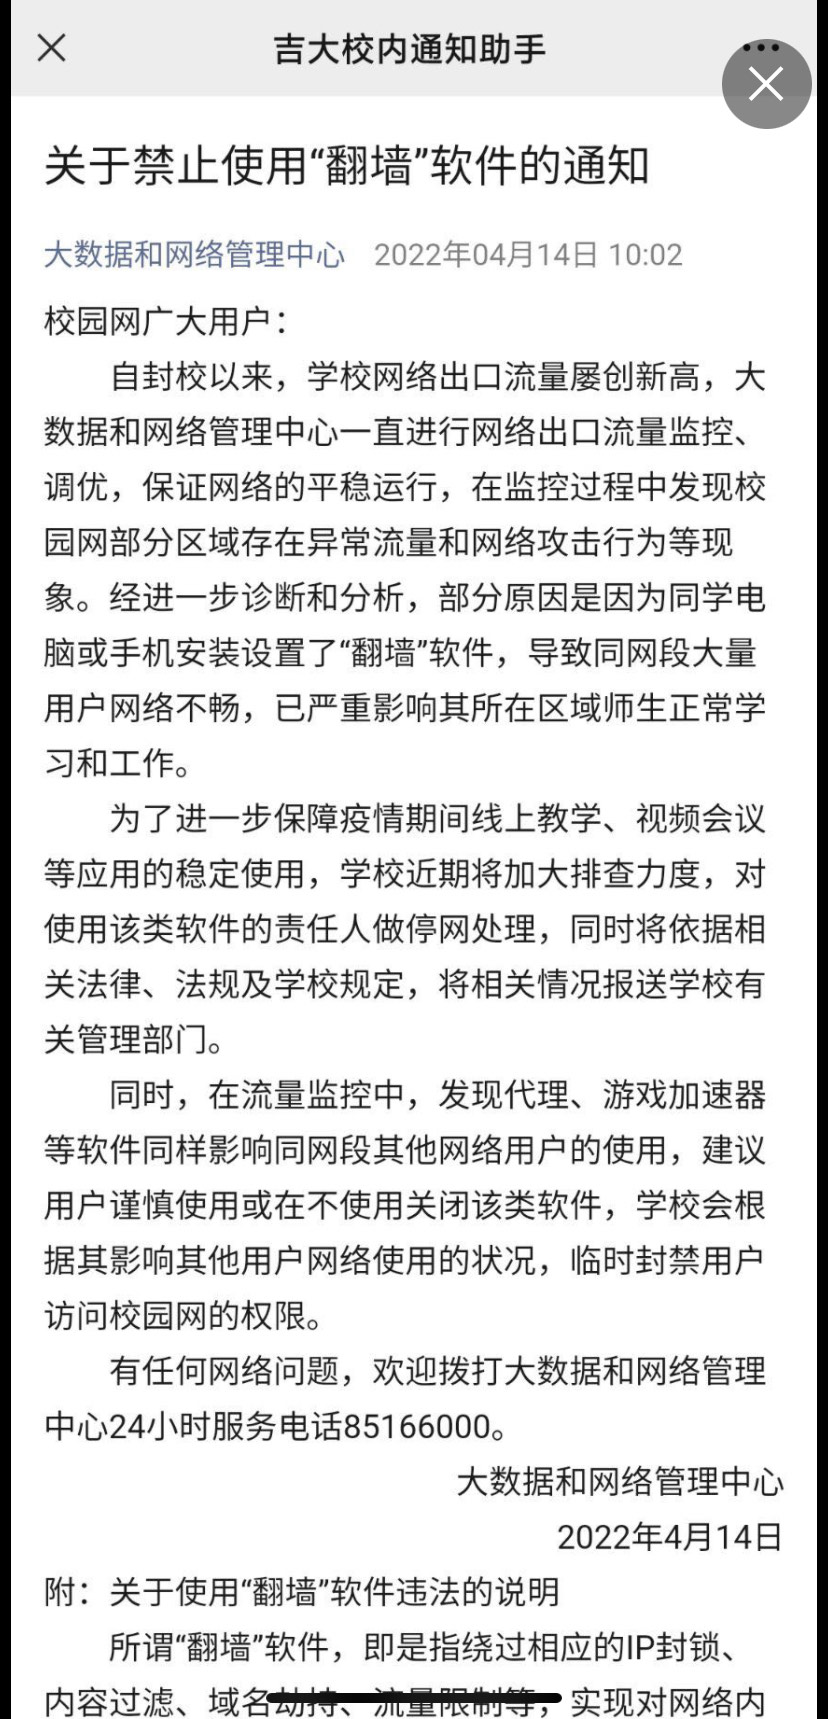 吉大校内通知助手
关于禁止使用“翻墙”软件的通知
大数据和网络管理中心 2022年04月14日 10:02
校园网广大用户：
自封校以来，学校网络出口流量屡创新高，大
数据和网络管理中心一直进行网络出口流量监控、
调优，保证网络的平稳运行，在监控过程中发现校
园网部分区域存在异常流量和网络攻击行为等现
象。经进一步诊断和分析，部分原因是因为同学电
脑或手机安装设置了“翻墙”软件，导致同网段大量
用户网络不畅，已严重影响其所在区域师生正常学
习和工作。
为了进一步保障疫情期间线上教学、视频会议
等应用的稳定使用，学校近期将加大排查力度，对
使用该类软件的责任人做停网处理，同时将依据相
关法律、法规及学校规定，将相关情况报送学校有
关管理部门。
同时，在流量监控中，发现代理、游戏加速器
等软件同样影响同网段其他网络用户的使用，建议
用户谨慎使用或在不使用关闭该类软件，学校会根
据其影响其他用户网络使用的状况，临时封禁用户
访问校园网的权限。
有任何网络问题，欢迎拨打大数据和网络管理
中心24小时服务电话85166000。
大数据和网络管理中心
2022年4月14日
附：关于使用“翻墙”软件违法的说明
所谓“翻墙”软件，即是指绕过相应的IP封锁、
内容过滤、域名劫持、流量限制等，实现对网络内